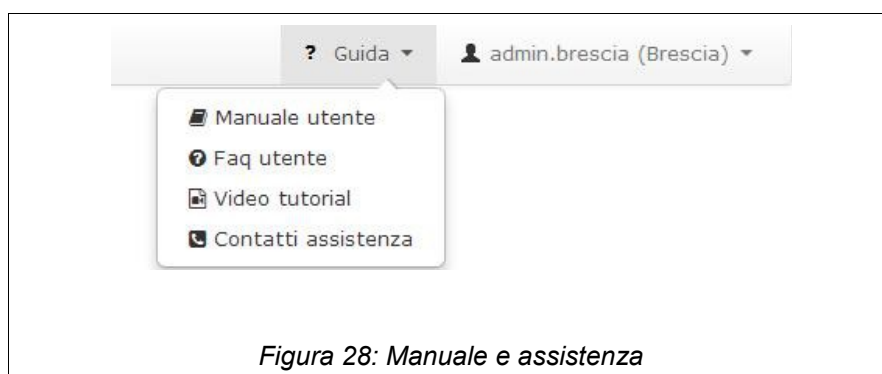 ? Guida admin.brescia (Brescia)
Manuale utente
Faq utente
Video tutorial
Contatti assistenza
Figura 28: Manuale e assistenza